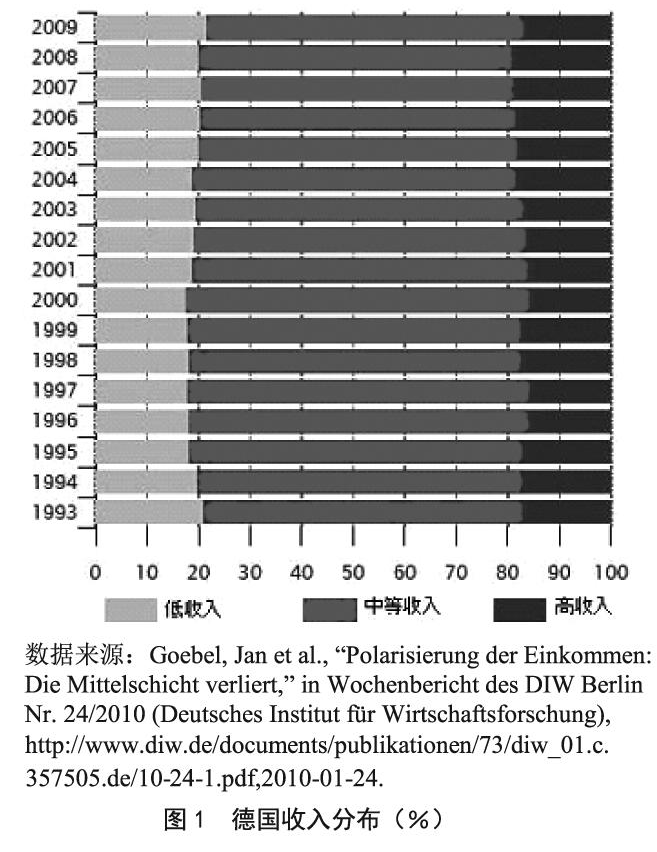 2009
2008
2007
2006
2005
2004
2003
2002
2001
2000
1999
1998
1997
1996
1995
1994
1993
0 10 20 30 40 50 60 70 80 90 100
低收入 中等收入 高收入
数据来源：Goebel, Jan et al., “Polarisierung der Einkommen:
Die Mittelschicht verliert,” in Wochenbericht des DIW Berlin
Nr. 24/2010 (Deutsches Institut für Wirtschaftsforschung),
http://www.diw.de/documents/publikationen/73/diw_01.c.
357505.de/10-24-1.pdf,2010-01-24.
图1 德国收入分布（%）